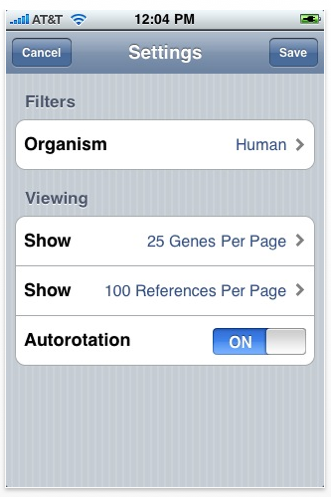 AT&T 12:04 PM
Cancel Settings Save
Filters
Organism Human
Viewing
Show 25 Genes Per Page
Show 100 References Per Page
Autorotation ON